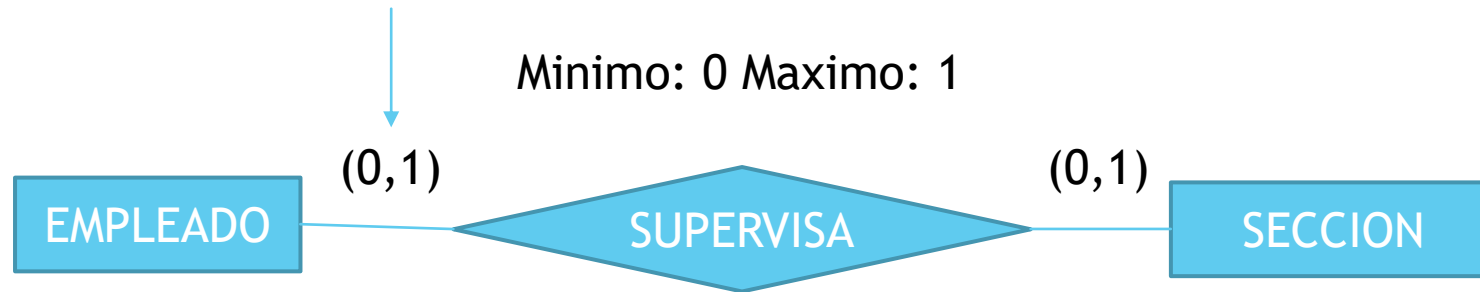 Minimo: 0 Maximo: 1
(0,1) (0,1)
EMPLEADO SUPERVISA SECCION